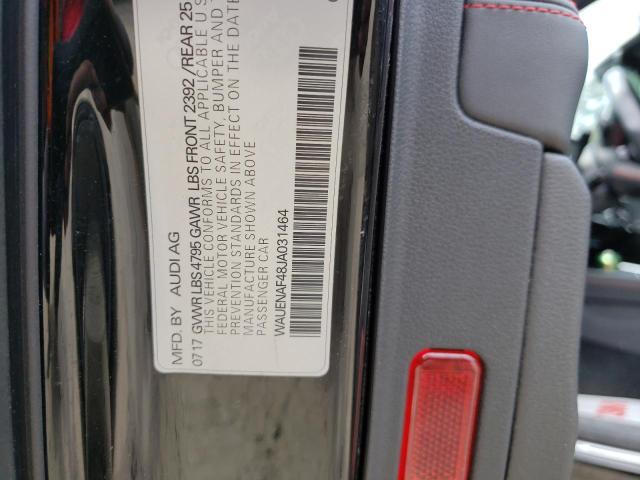 MFD. BY AUDI AG
07 17 GVWR LBS 4795 GAWR LBS FRONT 2392 / REAR 25
THIS VEHICLE CONFORMS TO ALL APPLICABLE U S
FEDERAL MOTOR VEHICLE SAFETY, BUMPER AND
PREVENTION STANDARDS IN EFFECT ON THE DATE
MANUFACTURE SHOWN ABOVE
PASSENGER CAR
WAUENAF48JA031464